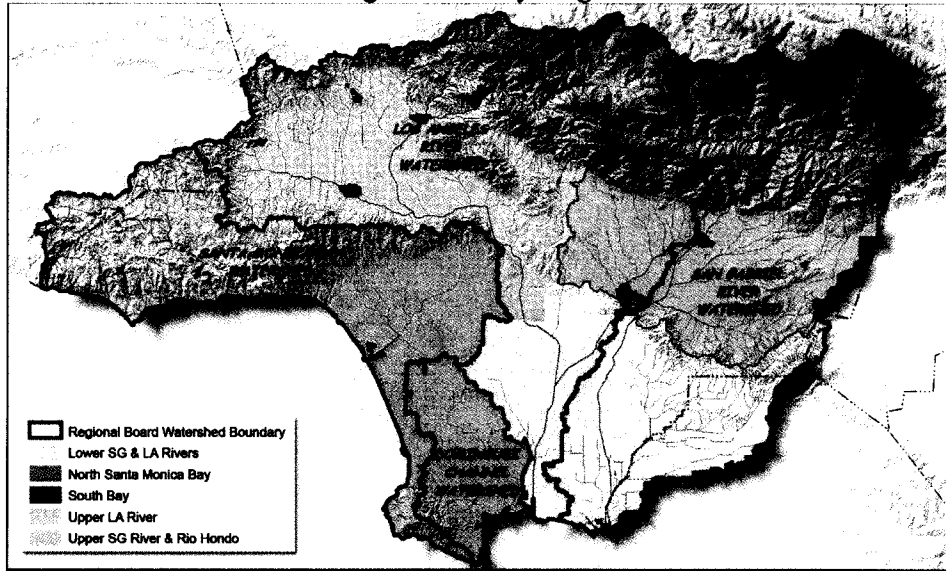 LOS ANGELES
RIVER
WATERSHED
SAN GABRIEL
RIVER
WATERSHED
Regional Board Watershed Boundary
Lower SG & LA Rivers
North Santa Monica Bay
South Bay
Upper LA River
Upper SG River & Rio Hondo